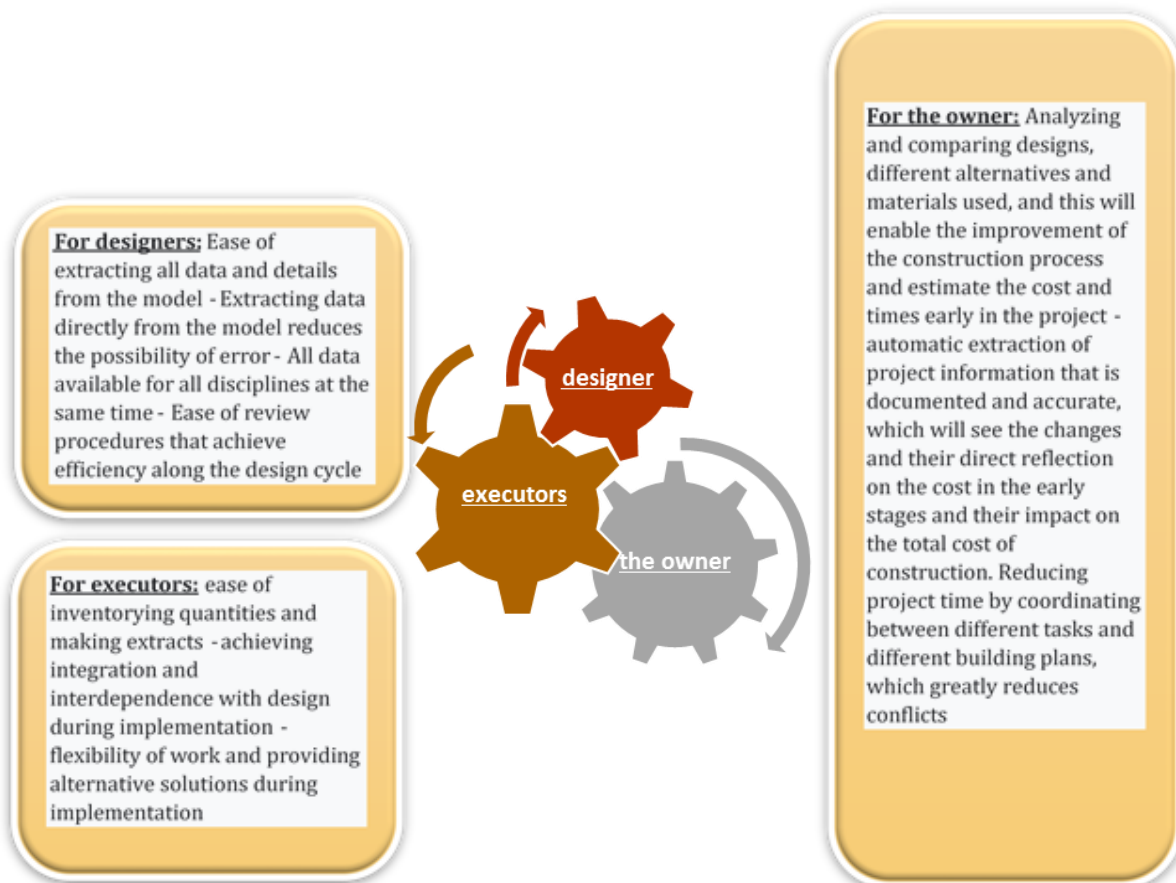 For designers: Ease of
extracting all data and details
from the model - Extracting data
directly from the model reduces
the possibility of error - All data
available for all disciplines at the
same time - Ease of review
procedures that achieve
efficiency along the design cycle
For executors: ease of
inventorying quantities and
making extracts - achieving
integration and
interdependence with design
during implementation -
flexibility of work and providing
alternative solutions during
implementation
designer
executors
the owner
For the owner: Analyzing
and comparing designs,
different alternatives and
materials used, and this will
enable the improvement of
the construction process
and estimate the cost and
times early in the project -
automatic extraction of
project information that is
documented and accurate,
which will see the changes
and their direct reflection
on the cost in the early
stages and their impact on
the total cost of
construction. Reducing
project time by coordinating
between different tasks and
different building plans,
which greatly reduces
conflicts